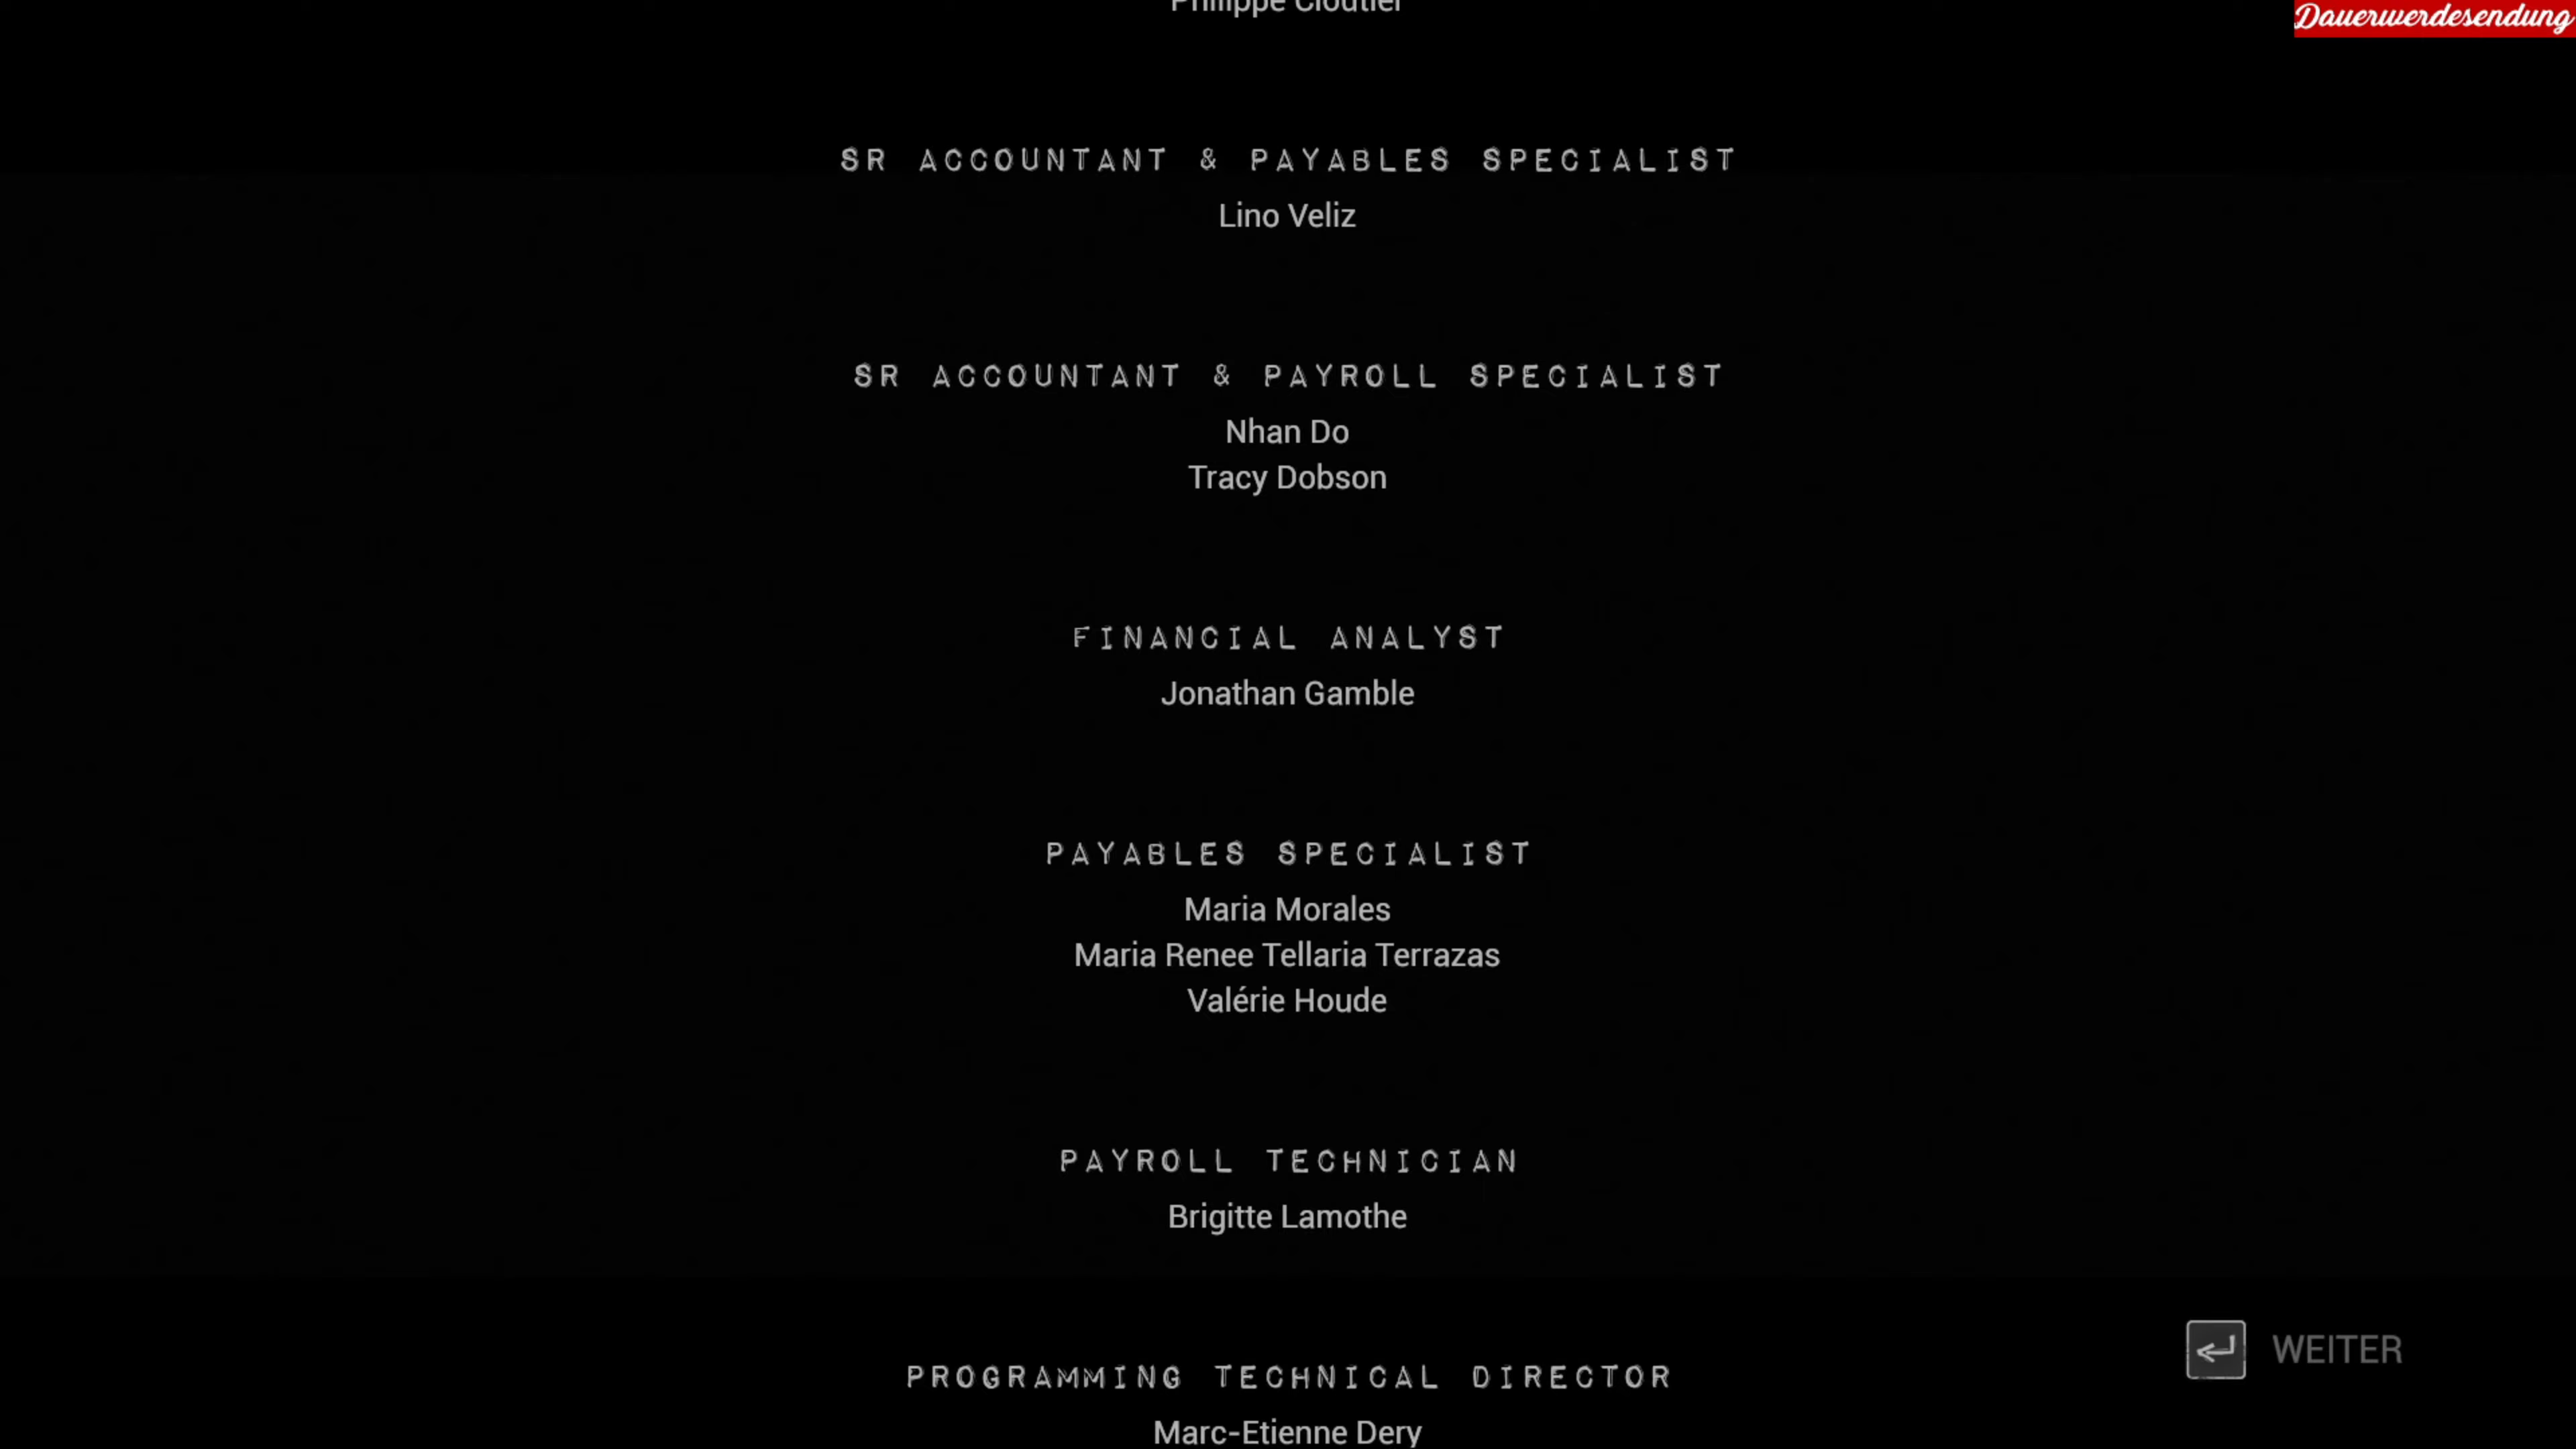 Philippe Cloutier
Dauerwerdesendung
SR ACCOUNTANT & PAYABLES SPECIALIST
Lino Veliz
SR ACCOUNTANT & PAYROLL SPECIALIST
Nhan Do
Tracy Dobson
FINANCIAL ANALYST
Jonathan Gamble
PAYABLES SPECIALIST
Maria Morales
Maria Renee Tellaria Terrazas
Valérie Houde
PAYROLL TECHNICIAN
Brigitte Lamothe
WEITER
PROGRAMMING TECHNICAL DIRECTOR
Marc-Etienne Dery